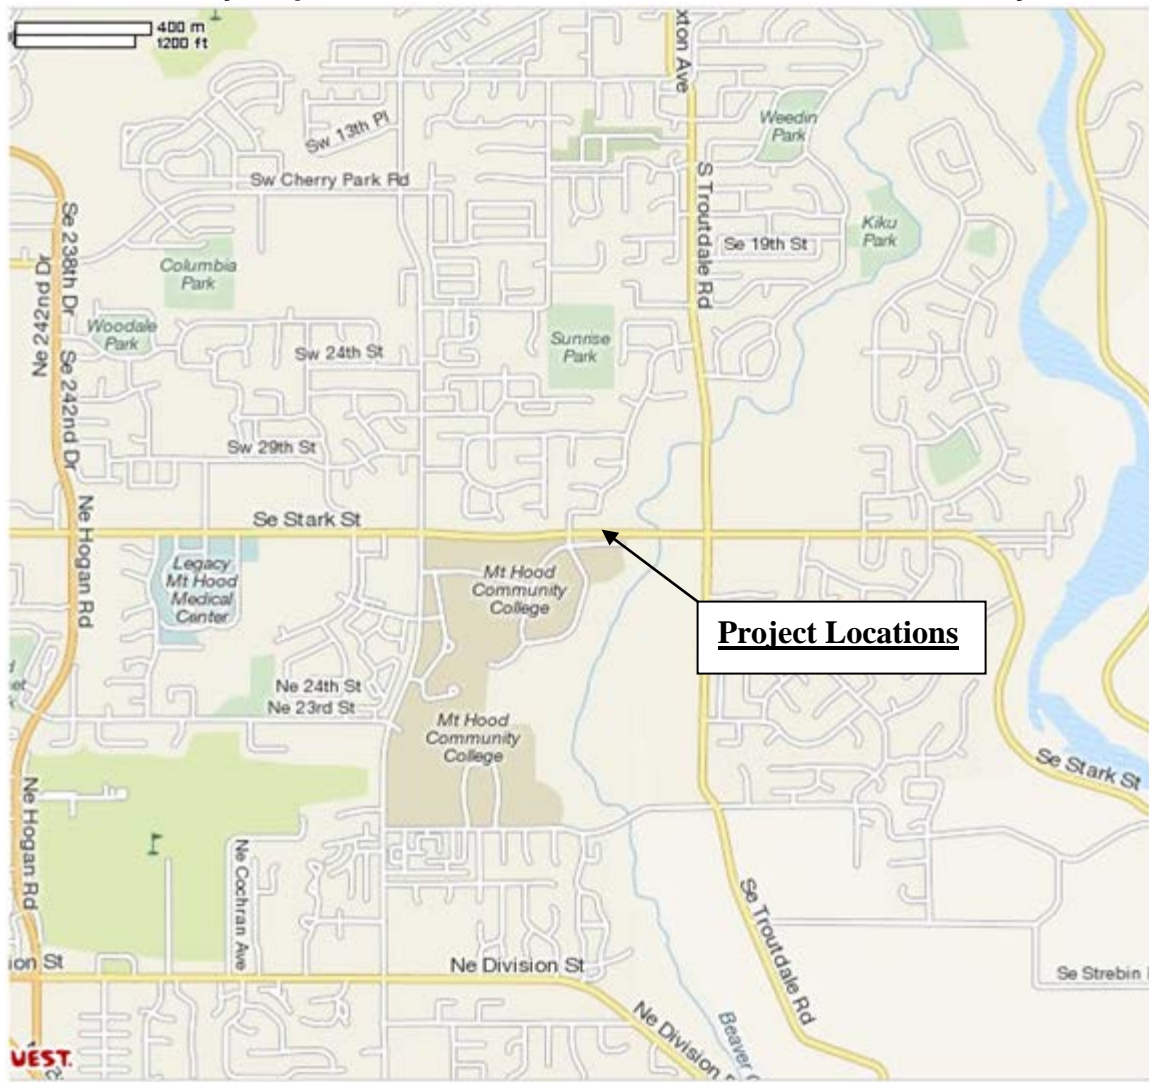 400 m
1200 ft
xton Ave
Weedin
Park
Sw 13th Pl
Sw Cherry Park Rd
S Troutdale Rd
Kiku
Park
Se 19th St
Se 238th Dr
Ne 242nd Dr
Columbia
Park
Woodale
Park
Sunrise
Park
Sw 24th St
Se 242nd Dr
Sw 29th St
Ne Hogan Rd
Se Stark St
Legacy
Mt Hood
Medical
Center
Mt Hood
Community
College
Project Locations
Ne 24th St
Ne 23rd St
Mt Hood
Community
College
Se Stark St
Ne Hogan Rd
Ne Cochran Ave
Se Troutdale Rd
ion St
Ne Division St
Se Strebin
Ne Division
Beaver
UEST.